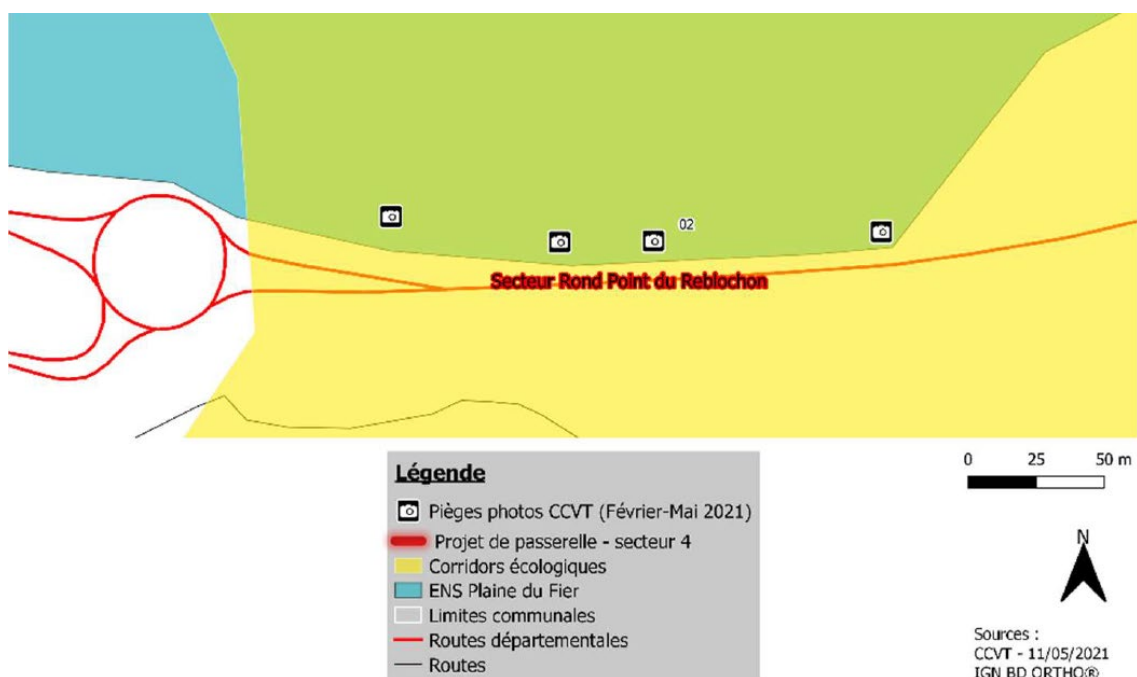 02
Secteur Rond Point du Reblochon
Légende
Pièges photos CCVT (Février-Mai 2021)
Projet de passerelle - secteur 4
Corridors écologiques
ENS Plaine du Fier
Limites communales
Routes départementales
Routes
0 25 50 m
N
Sources :
CCVT - 11/05/2021
IGN BD ORTHO®